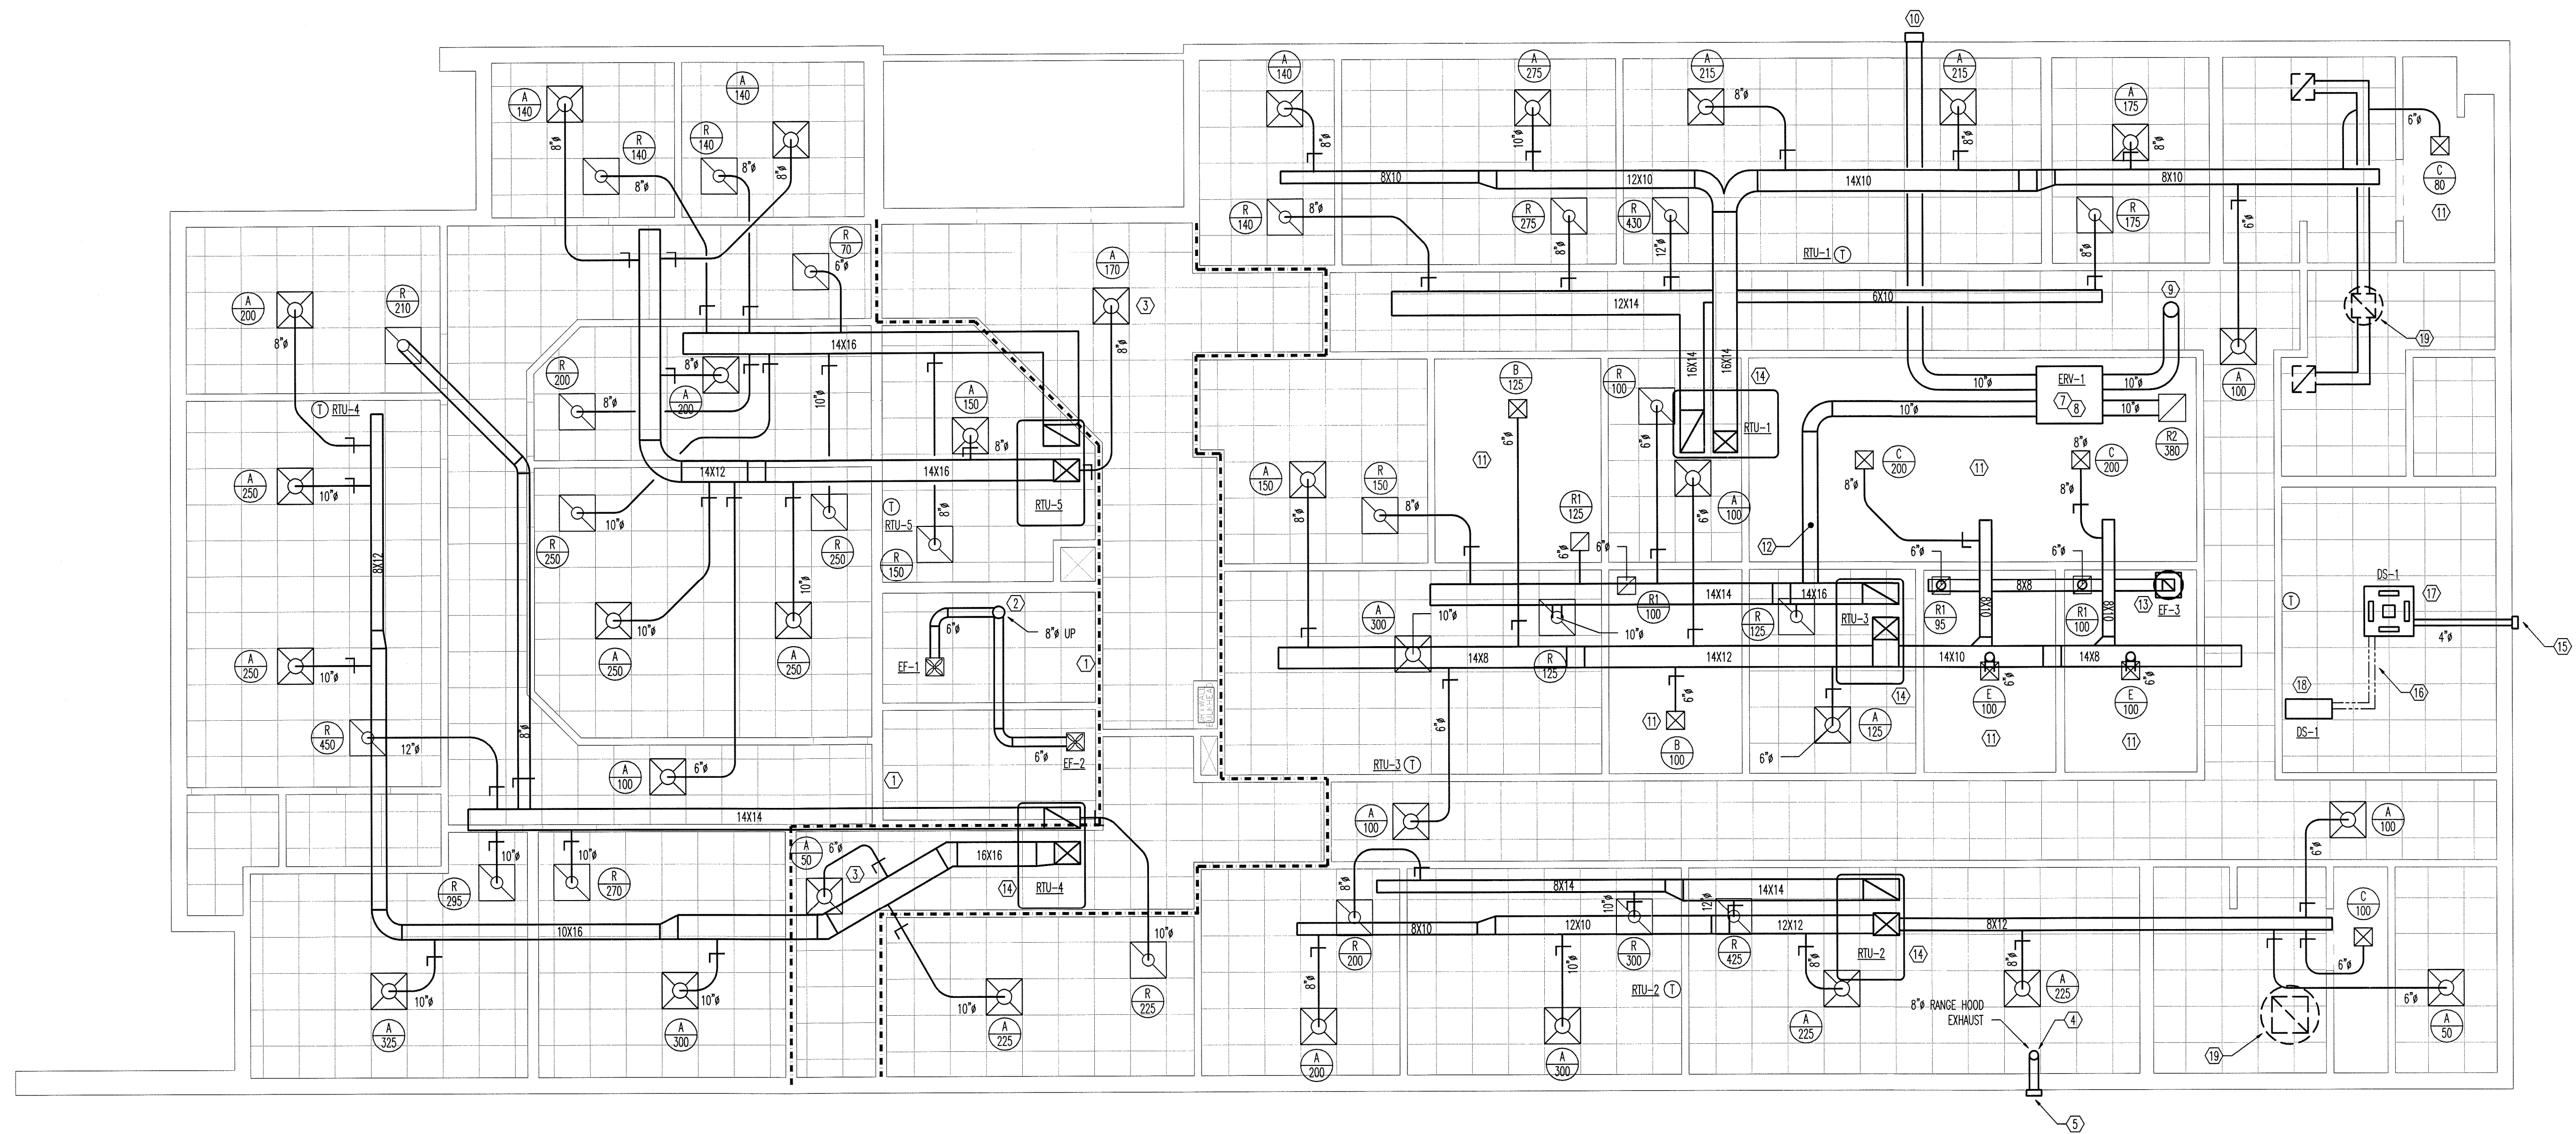 10
A
140
A
275
A
215
A
215
A
175
A
140
A
140
8"ø
10"ø
8"ø
8"ø
8"ø
8"ø
6"ø
C
80
11
R
140
R
140
8"ø
8"ø
8"ø
8"ø
8X10
12X10
14X10
8X10
R
140
8"ø
R
275
8"ø
R
430
12"ø
R
175
8"ø
6"ø
RTU-1 T
R
70
6"ø
A
170
3
8"ø
12X14
6X10
9
19
A
200
8"ø
R
210
14X16
16X14
16X14
14
RTU-1
ERV-1
7
8
10"ø
10"ø
10"ø
10"ø
R2
380
A
100
T RTU-4
R
200
8"ø
8"ø
A
200
10"ø
A
150
8"ø
B
125
6"ø
11
R
100
6"ø
A
250
10"ø
14X12
14X16
RTU-5
T
RTU-5
R
150
8"ø
R
250
10"ø
R
250
A
150
8"ø
R
150
8"ø
R1
125
6"ø
6"ø
A
100
12
C
200
8"ø
11
C
200
8"ø
8X12
10"ø
2
6"ø
8"ø UP
EF-1
1
A
250
10"ø
A
250
10"ø
A
250
A
300
10"ø
14X14
14X16
10"ø
R1
100
R
125
RTU-3
6"ø
6"ø
R1
95
8X8
R1
100
8X10
8X10
13
EF-3
DS-1
17
T
4"ø
15
14X8
R
125
14X12
14X10
14X8
6"ø
6"ø
6"ø
11
B
100
6"ø
A
125
14
E
100
11
E
100
11
18
16
DS-1
R
450
12"ø
8"ø
A
100
6"ø
6"ø
EF-2
1
RTU-3 T
6"ø
A
100
A
100
6"ø
14X14
A
50
6"ø
3
16X16
14
RTU-4
10"ø
10"ø
10"ø
R
295
R
270
8"ø
8X14
14X14
10"ø
12"ø
8X10
12X10
12X12
8X12
R
200
R
300
R
425
RTU-2
14
C
100
6"ø
10X16
10"ø
A
325
10"ø
A
300
10"ø
A
225
R
225
8"ø
A
200
10"ø
A
300
RTU-2 T
8"ø
A
225
A
225
8"ø RANGE HOOD
EXHAUST
4
5
19
6"ø
A
50